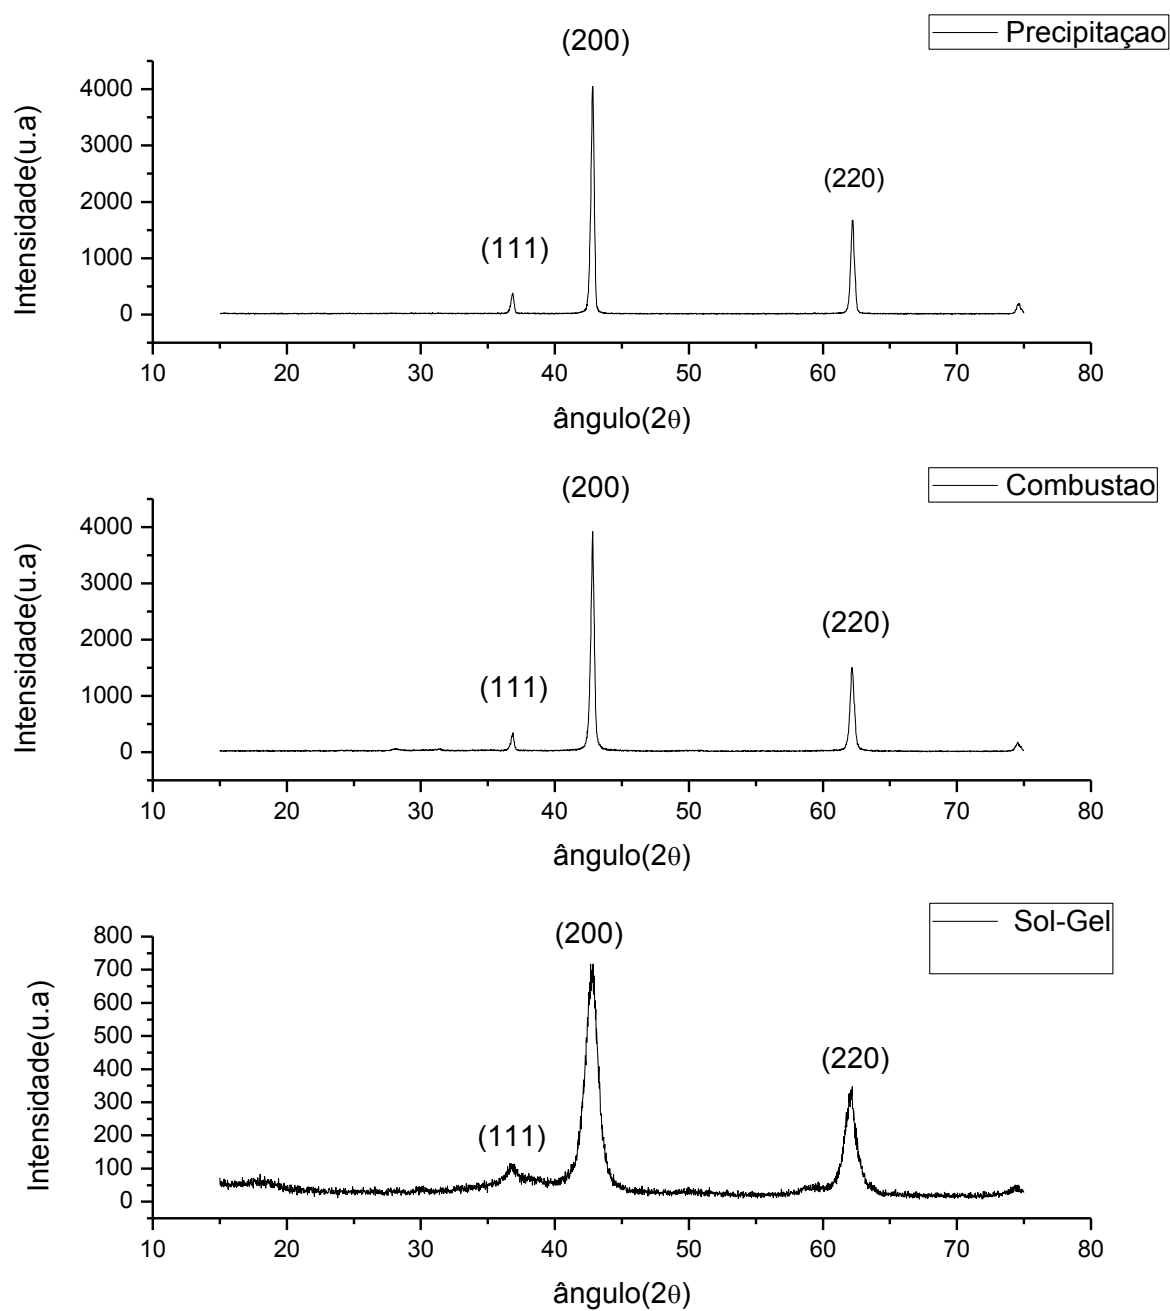 (200)
Precipitaçao
4000
3000
2000
1000
0
Intensidade(u.a)
(111)
(220)
10 20 30 40 50 60 70 80
ângulo(2θ)
(200)
Combustao
4000
3000
2000
1000
0
Intensidade(u.a)
(111)
(220)
10 20 30 40 50 60 70 80
ângulo(2θ)
(200)
Sol-Gel
800
700
600
500
400
300
200
100
0
Intensidade(u.a)
(111)
(220)
10 20 30 40 50 60 70 80
ângulo(2θ)